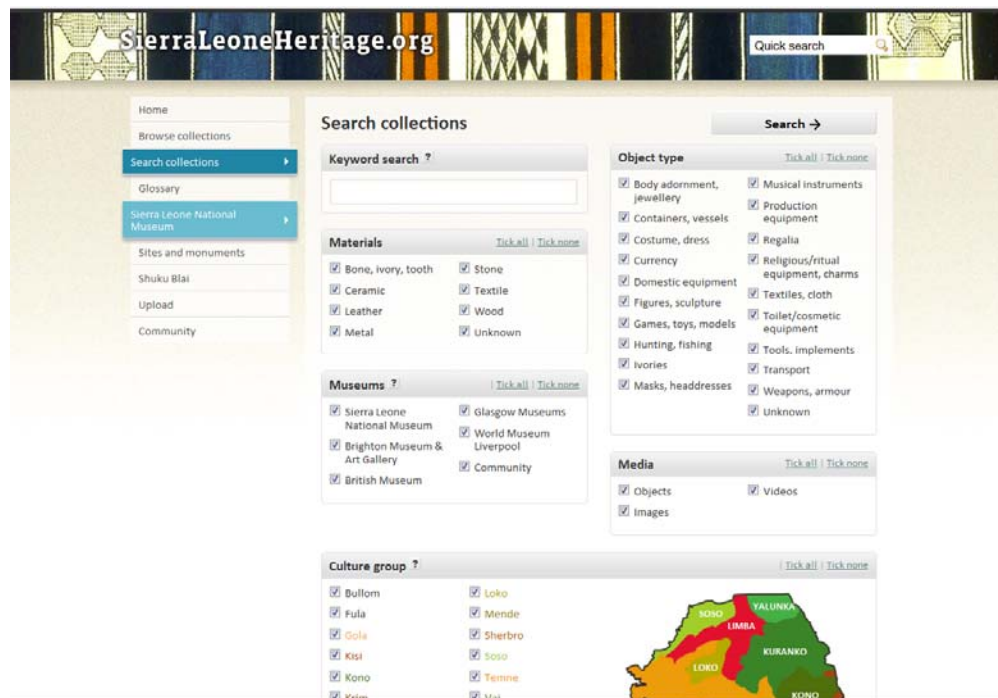 SierraLeoneHeritage.org
Quick search
Home
Browse collections
Search collections
Glossary
Sierra Leone National
Museum
Sites and monuments
Shuku Blai
Upload
Community
Search collections
Search →
Keyword search ?
Materials
Tick all | Tick none
Bone, ivory, tooth
Ceramic
Leather
Metal
Stone
Textile
Wood
Unknown
Museums ?
| Tick all | Tick none
Sierra Leone
National Museum
Brighton Museum &
Art Gallery
British Museum
Glasgow Museums
World Museum
Liverpool
Community
Object type
Tick all | Tick none
Body adornment,
jewellery
Containers, vessels
Costume, dress
Currency
Domestic equipment
Figures, sculpture
Games, toys, models
Hunting, fishing
Ivories
Masks, headdresses
Musical instruments
Production
equipment
Regalia
Religious/ritual
equipment, charms
Textiles, cloth
Toilet/cosmetic
equipment
Tools. implements
Transport
Weapons, armour
Unknown
Media
Tick all | Tick none
Objects
Images
Videos
Culture group ?
| Tick all | Tick none
Bullom
Fula
Gola
Kisi
Kono
Krim
Loko
Mende
Sherbro
Soso
Temne
Vai
SOSO
YALUNKA
LIMBA
KURANKO
LOKO
KONO